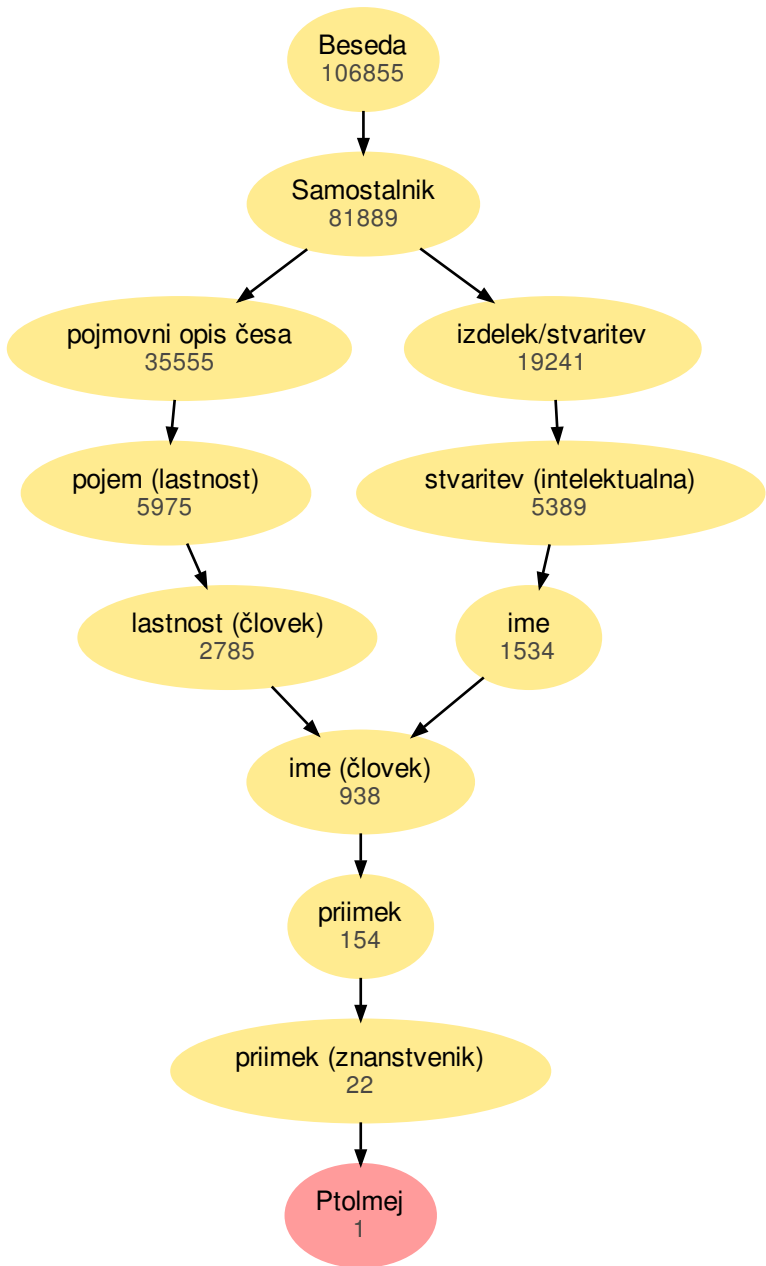 Beseda
106855
Samostalnik
81889
pojmovni opis česa
35555
izdelek/stvaritev
19241
pojem (lastnost)
5975
stvaritev (intelektualna)
5389
lastnost (človek)
2785
ime
1534
ime (človek)
938
priimek
154
priimek (znanstvenik)
22
Ptolmej
1